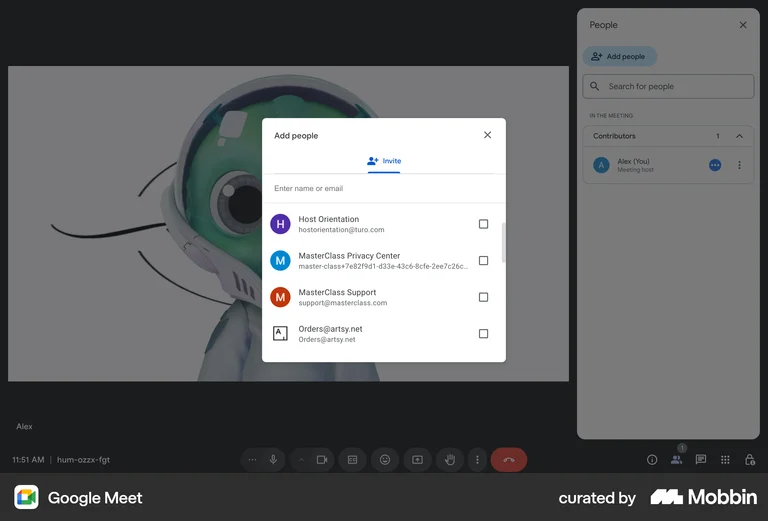 People
Add people
Search for people
IN THE MEETING
Contributors 1
A Alex (You)
Meeting host
Add people
Invite
Enter name or email
H Host Orientation
hostorientation@turo.com
M MasterClass Privacy Center
master-class+7e82f9d1-d33e-43c6-8cfe-2ee7c26c...
M MasterClass Support
support@masterclass.com
A Orders@artsy.net
Orders@artsy.net
Alex
11:51 AM | hum-ozzx-fgt
1
Google Meet
curated by Mobbin